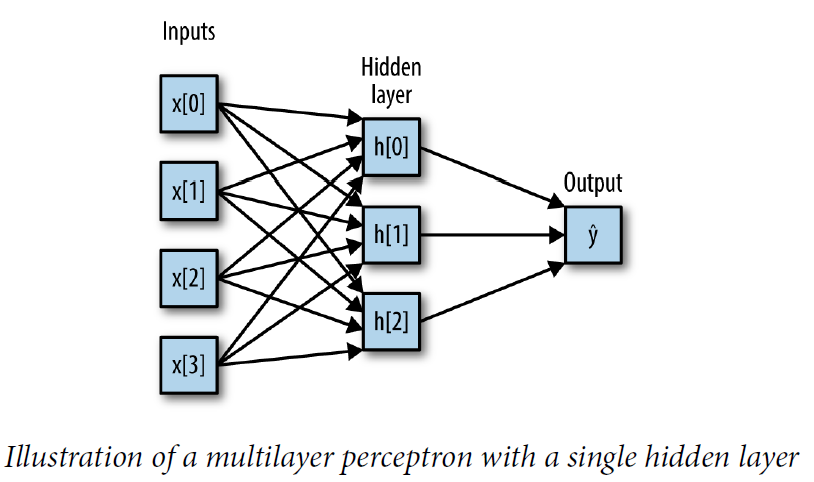 Inputs
Hidden
layer
Output
x[0]
x[1]
x[2]
x[3]
h[0]
h[1]
h[2]
ŷ
Illustration of a multilayer perceptron with a single hidden layer